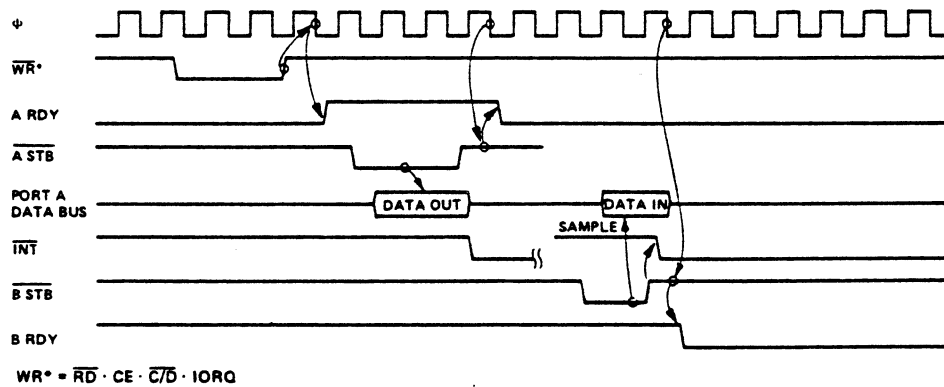 ψ
WR*
A RDY
A STB
PORT A
DATA BUS
DATA OUT
DATA IN
SAMPLE
INT
B STB
B RDY
WR* = RD · CE · C/D · IORQ